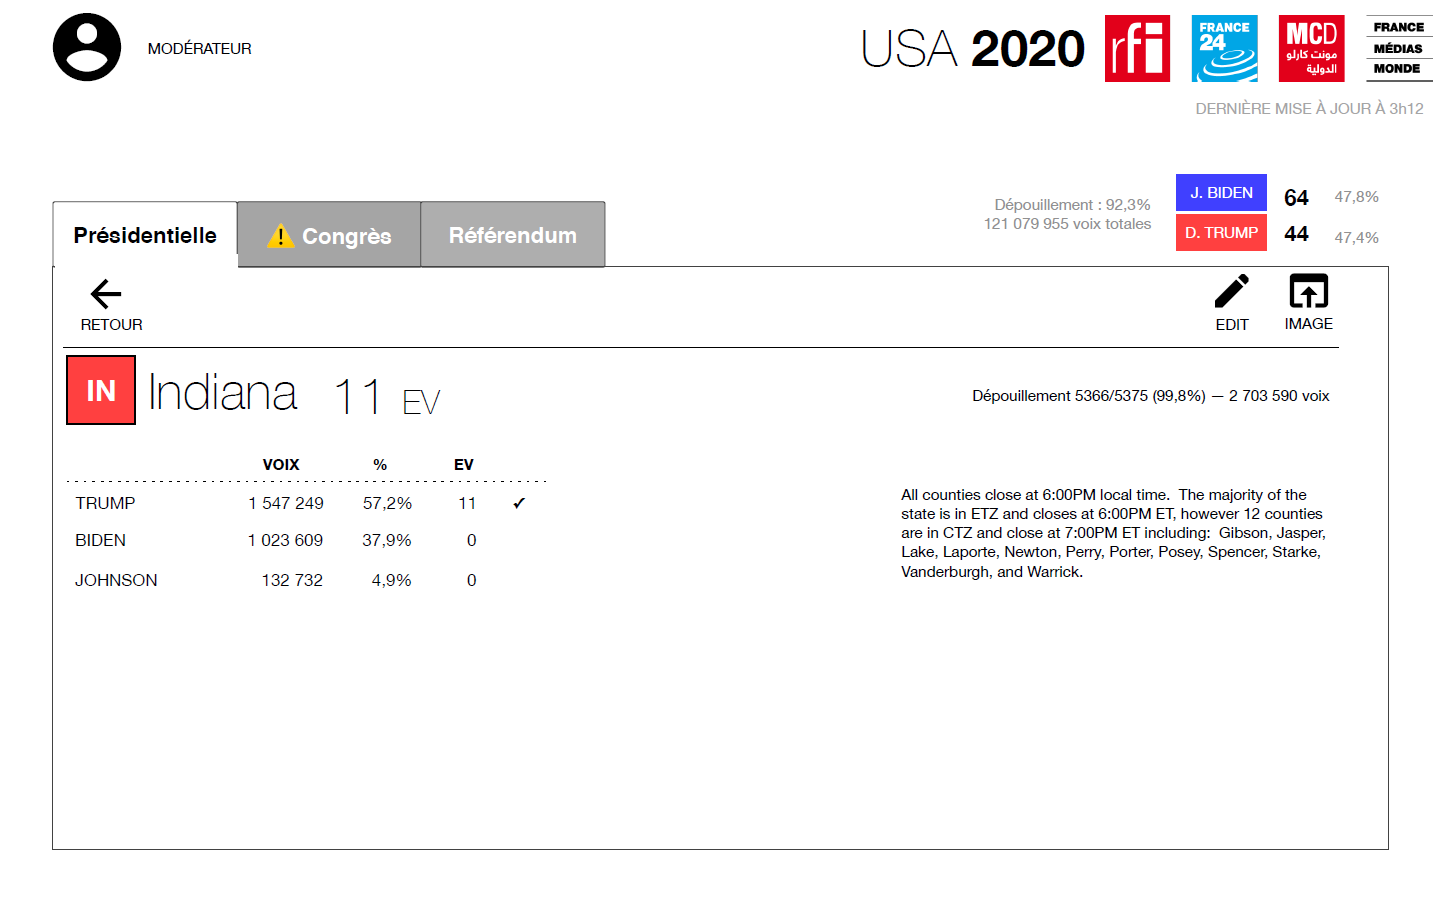 MODÉRATEUR
USA 2020
rfi
FRANCE
24
MCD
مونت كارلو
الدولية
FRANCE
MÉDIAS
MONDE
DERNIÈRE MISE À JOUR À 3h12
Dépouillement : 92,3%
121 079 955 voix totales
J. BIDEN 64 47,8%
D. TRUMP 44 47,4%
Présidentielle Congrès Référendum
RETOUR EDIT IMAGE
IN Indiana 11 EV
Dépouillement 5366/5375 (99,8%) — 2 703 590 voix
VOIX % EV
TRUMP 1 547 249 57,2% 11 ✓
BIDEN 1 023 609 37,9% 0
JOHNSON 132 732 4,9% 0
All counties close at 6:00PM local time. The majority of the
state is in ETZ and closes at 6:00PM ET, however 12 counties
are in CTZ and close at 7:00PM ET including: Gibson, Jasper,
Lake, Laporte, Newton, Perry, Porter, Posey, Spencer, Starke,
Vanderburgh, and Warrick.